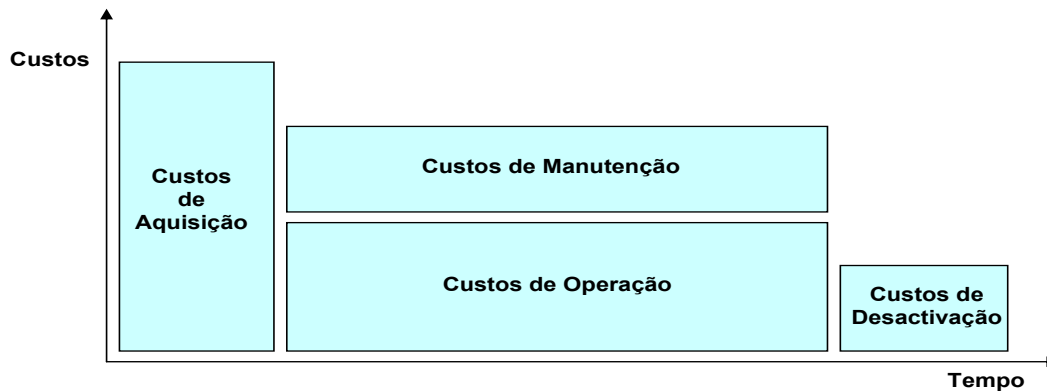 Custos
Custos
de
Aquisição
Custos de Manutenção
Custos de Operação
Custos de
Desactivação
Tempo